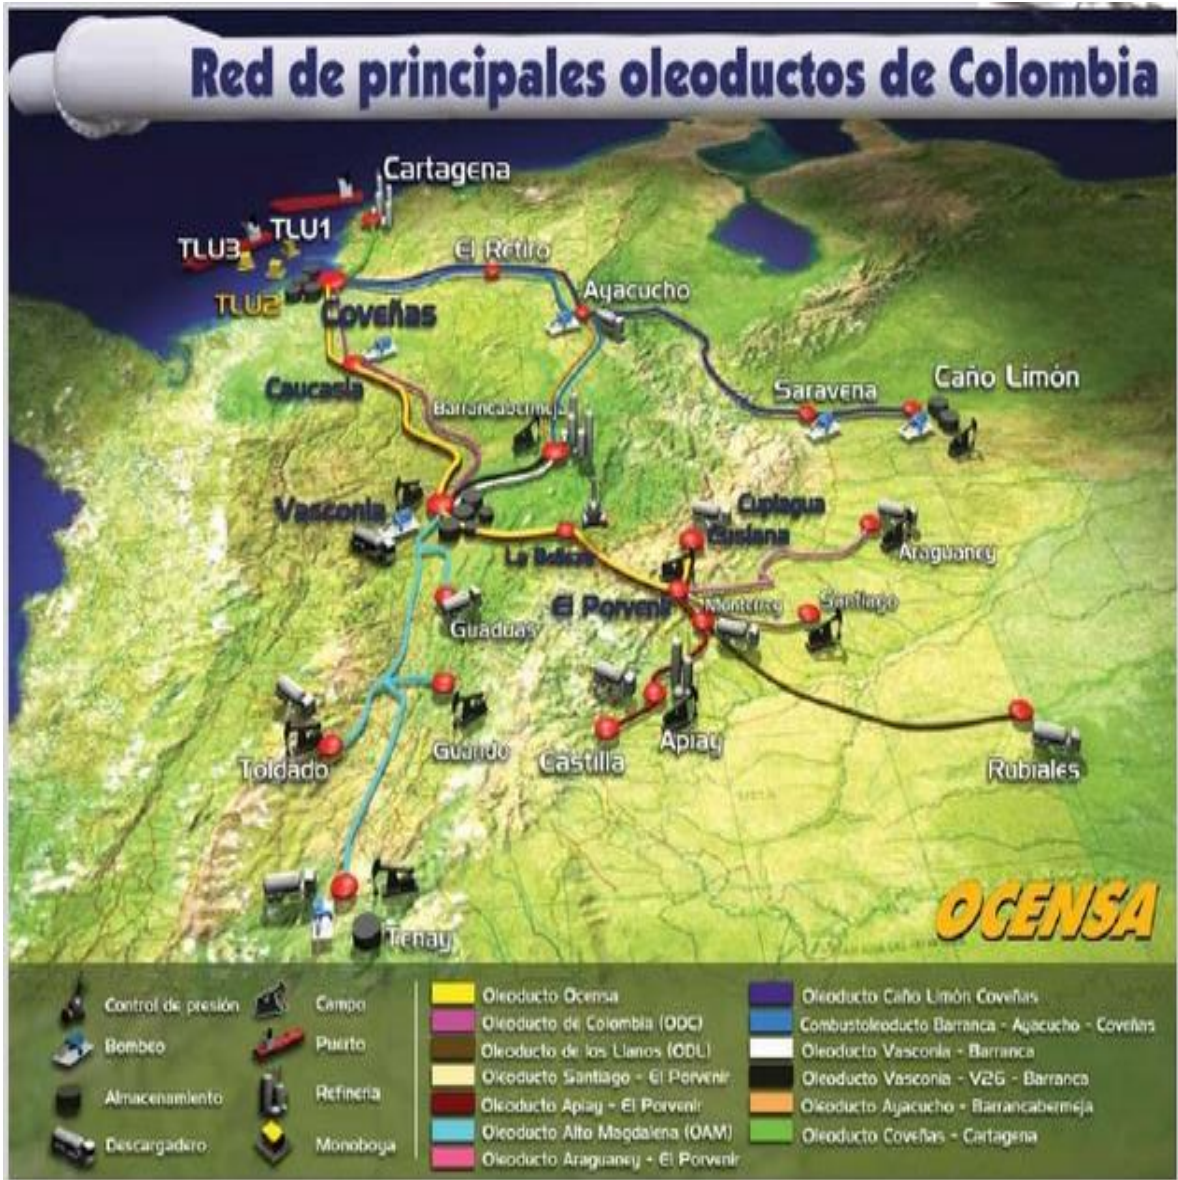 Red de principales oleoductos de Colombia
Cartagena
TLU1
TLU3
El Retiro
TLU2
Ayacucho
COVEÑAS
Caucasia
Saravena
Caño Limón
Barrancabermeja
Vasconia
Cupiagua
Cusiana
La Belleza
Araguaney
El Porvenir
Monterrey
Santiago
Guaduas
Guando
Castilla
Apiay
Toldado
Rubiales
OCENSA
Tenay
Control de presión
Bombeo
Almacenamiento
Descargadero
Campo
Puerto
Refineria
Monoboya
Oleoducto Ocensa
Oleoducto de Colombia (ODC)
Oleoducto de los Llanos (ODL)
Oleoducto Santiago - El Porvenir
Oleoducto Apiay - El Porvenir
Oleoducto Alto Magdalena (OAM)
Oleoducto Araguaney - El Porvenir
Oleoducto Caño Limón Coveñas
Combustoleoducto Barranca - Ayacucho - Coveñas
Oleoducto Vasconia - Barranca
Oleoducto Vasconia - V26 - Barranca
Oleoducto Ayacucho - Barrancabermeja
Oleoducto Coveñas - Cartagena